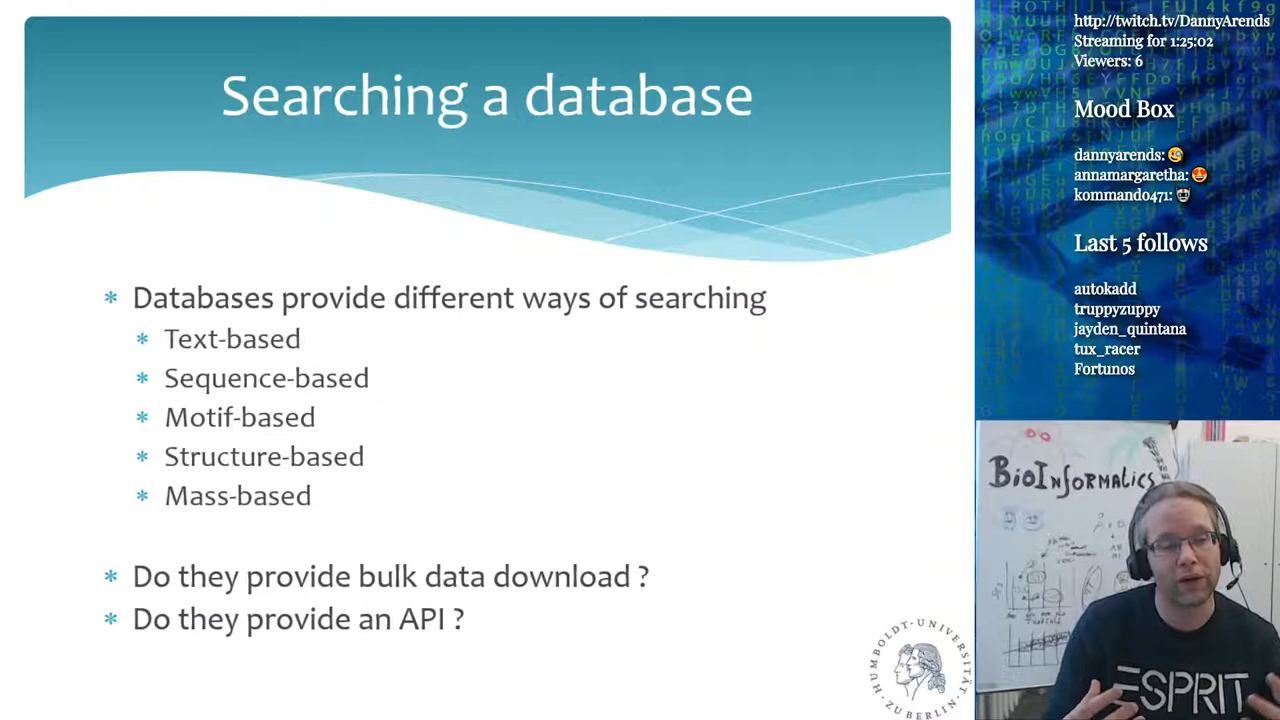 Searching a database
* Databases provide different ways of searching
* Text-based
* Sequence-based
* Motif-based
* Structure-based
* Mass-based
* Do they provide bulk data download ?
* Do they provide an API ?
HUMBOLDT-UNIVERSITÄT ZU BERLIN
http://twitch.tv/DannyArends
Streaming for 1:25:02
Viewers: 6
Mood Box
dannyarends:
annamargaretha:
kommando471:
Last 5 follows
autokadd
truppyzuppy
jayden_quintana
tux_racer
Fortunos
BioInformatics
ESPRIT